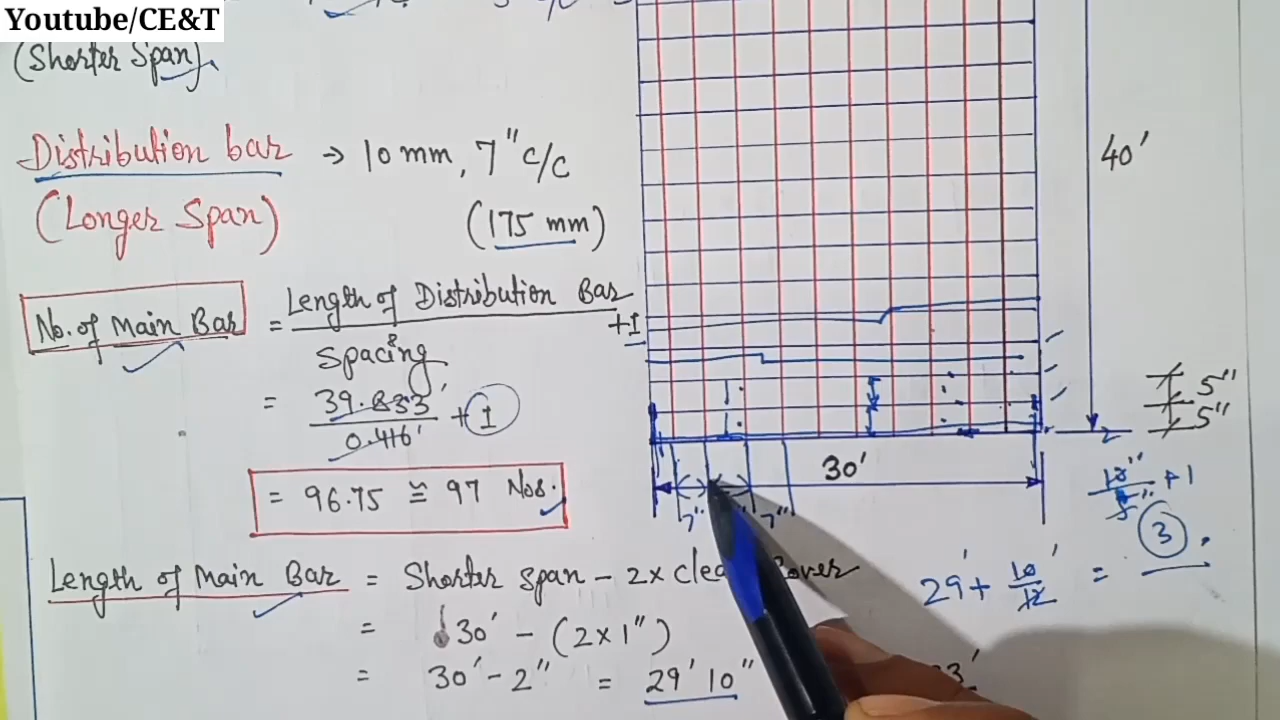 Youtube/CE&T
(Shorter Span)
Distribution bar → 10 mm, 7" c/c
(Longer Span) (175 mm)
No. of Main Bar = Length of Distribution Bar / Spacing + 1
= 39.833' / 0.416' + 1
= 96.75 ≅ 97 Nos.
Length of Main Bar = Shorter Span - 2 x Clea Cover
= 30' - (2 x 1")
= 30' - 2" = 29' 10"
40'
5"
5"
30'
7" " 7"
10" / 5" + 1
= 3
29' + 10' / 12